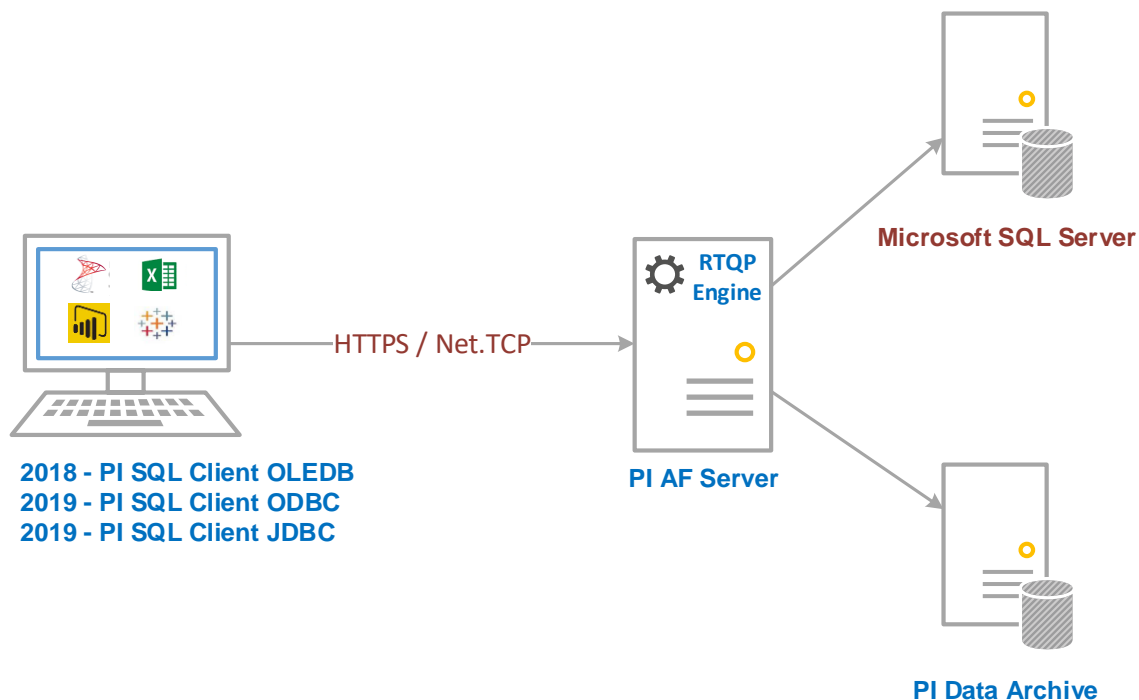 Microsoft SQL Server
RTQP
Engine
HTTPS / Net.TCP
PI AF Server
2018 - PI SQL Client OLEDB
2019 - PI SQL Client ODBC
2019 - PI SQL Client JDBC
PI Data Archive